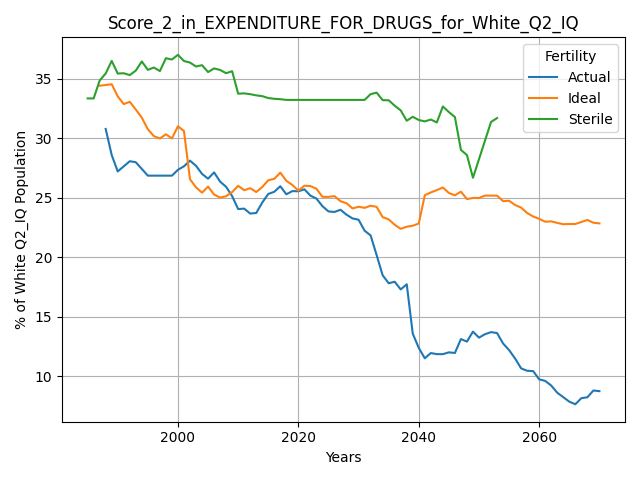 Score_2_in_EXPENDITURE_FOR_DRUGS_for_White_Q2_IQ
Fertility
Actual
Ideal
Sterile
% of White Q2_IQ Population
35
30
25
20
15
10
2000 2020 2040 2060
Years